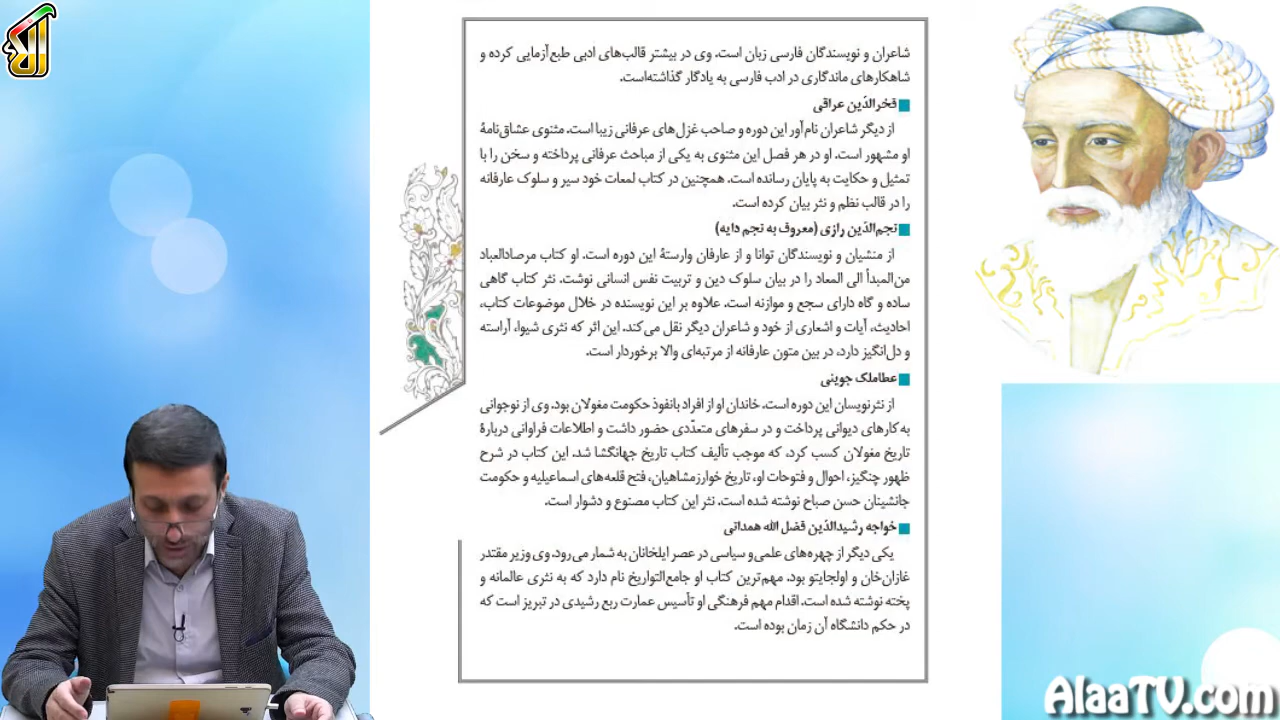 شاعران و نویسندگان فارسی زبان است. وی در بیشتر قالب‌های ادبی طبع‌آزمایی کرده و
شاهکارهای ماندگاری در ادب فارسی به یادگار گذاشته‌است.
فخرالدّین عراقی
از دیگر شاعران نام‌آور این دوره و صاحب غزل‌های عرفانی زیبا است. مثنوی عشاق‌نامهٔ
او مشهور است. او در هر فصل این مثنوی به یکی از مباحث عرفانی پرداخته و سخن را با
تمثیل و حکایت به پایان رسانده است. همچنین در کتاب لمعات خود سیر و سلوک عارفانه
را در قالب نظم و نثر بیان کرده است.
نجم‌الدّین رازی (معروف به نجم دایه)
از منشیان و نویسندگان توانا و از عارفان وارستهٔ این دوره است. او کتاب مرصادالعباد
من‌المبدأ الی المعاد را در بیان سلوک دین و تربیت نفس انسانی نوشت. نثر کتاب گاهی
ساده و گاه دارای سجع و موازنه است. علاوه بر این نویسنده در خلال موضوعات کتاب،
احادیث، آیات و اشعاری از خود و شاعران دیگر نقل می‌کند. این اثر که نثری شیوا، آراسته
و دل‌انگیز دارد، در بین متون عارفانه از مرتبه‌ای والا برخوردار است.
عطاملک جوینی
از نثرنویسان این دوره است. خاندان او از افراد بانفوذ حکومت مغولان بود. وی از نوجوانی
به کارهای دیوانی پرداخت و در سفرهای متعدّدی حضور داشت و اطلاعات فراوانی دربارهٔ
تاریخ مغولان کسب کرد، که موجب تألیف کتاب تاریخ جهانگشا شد. این کتاب در شرح
ظهور چنگیز، احوال و فتوحات او، تاریخ خوارزمشاهیان، فتح قلعه‌های اسماعیلیه و حکومت
جانشینان حسن صباح نوشته شده است. نثر این کتاب مصنوع و دشوار است.
خواجه رشیدالدّین فضل الله همدانی
یکی دیگر از چهره‌های علمی‌و سیاسی در عصر ایلخانان به شمار می‌رود. وی وزیر مقتدر
غازان‌خان و اولجایتو بود. مهم‌ترین کتاب او جامع‌التواریخ نام دارد که به نثری عالمانه و
پخته نوشته شده است. اقدام مهم فرهنگی او تأسیس عمارت ربع رشیدی در تبریز است که
در حکم دانشگاه آن زمان بوده است.
AlaaTV.com